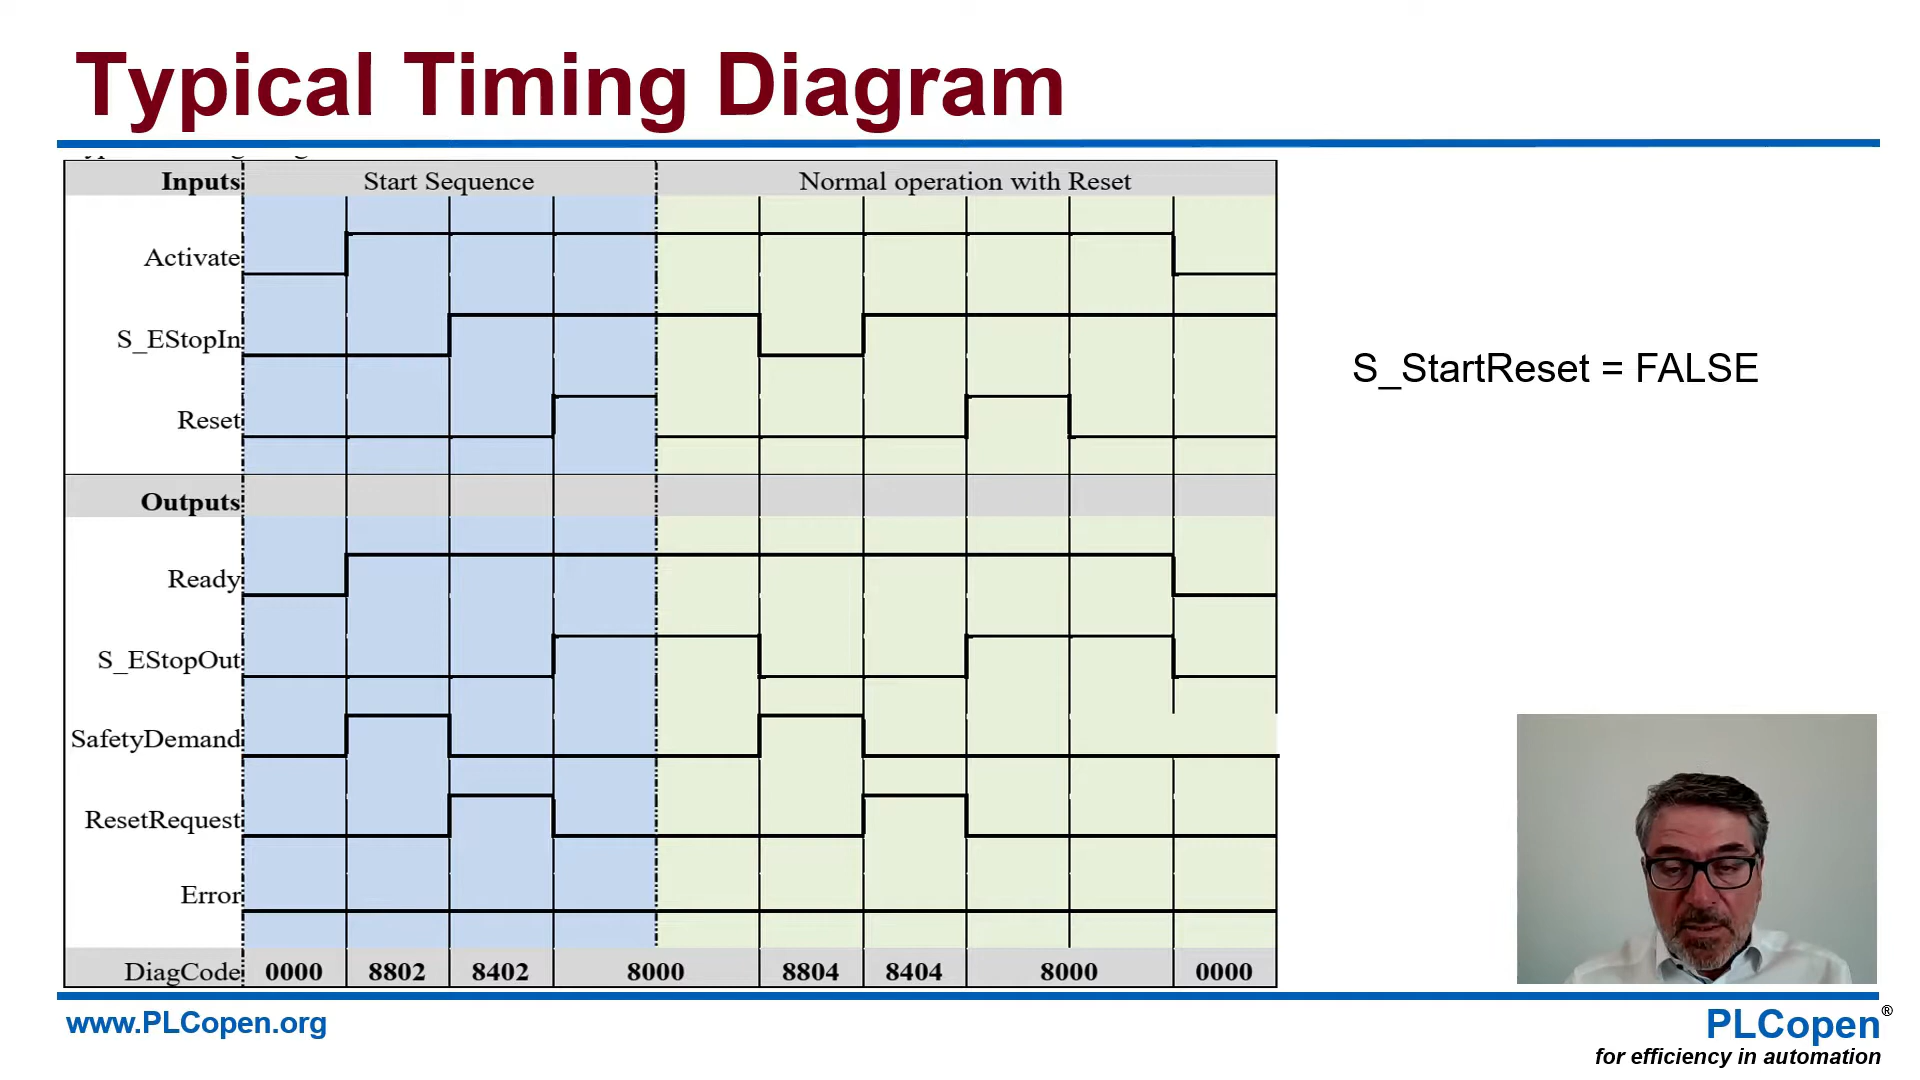 Typical Timing Diagram
Inputs Start Sequence Normal operation with Reset
Activate
S_EStopIn
S_StartReset = FALSE
Reset
Outputs
Ready
S_EStopOut
SafetyDemand
ResetRequest
Error
DiagCode 0000 8802 8402 8000 8804 8404 8000 0000
www.PLCopen.org
PLCopen®
for efficiency in automation